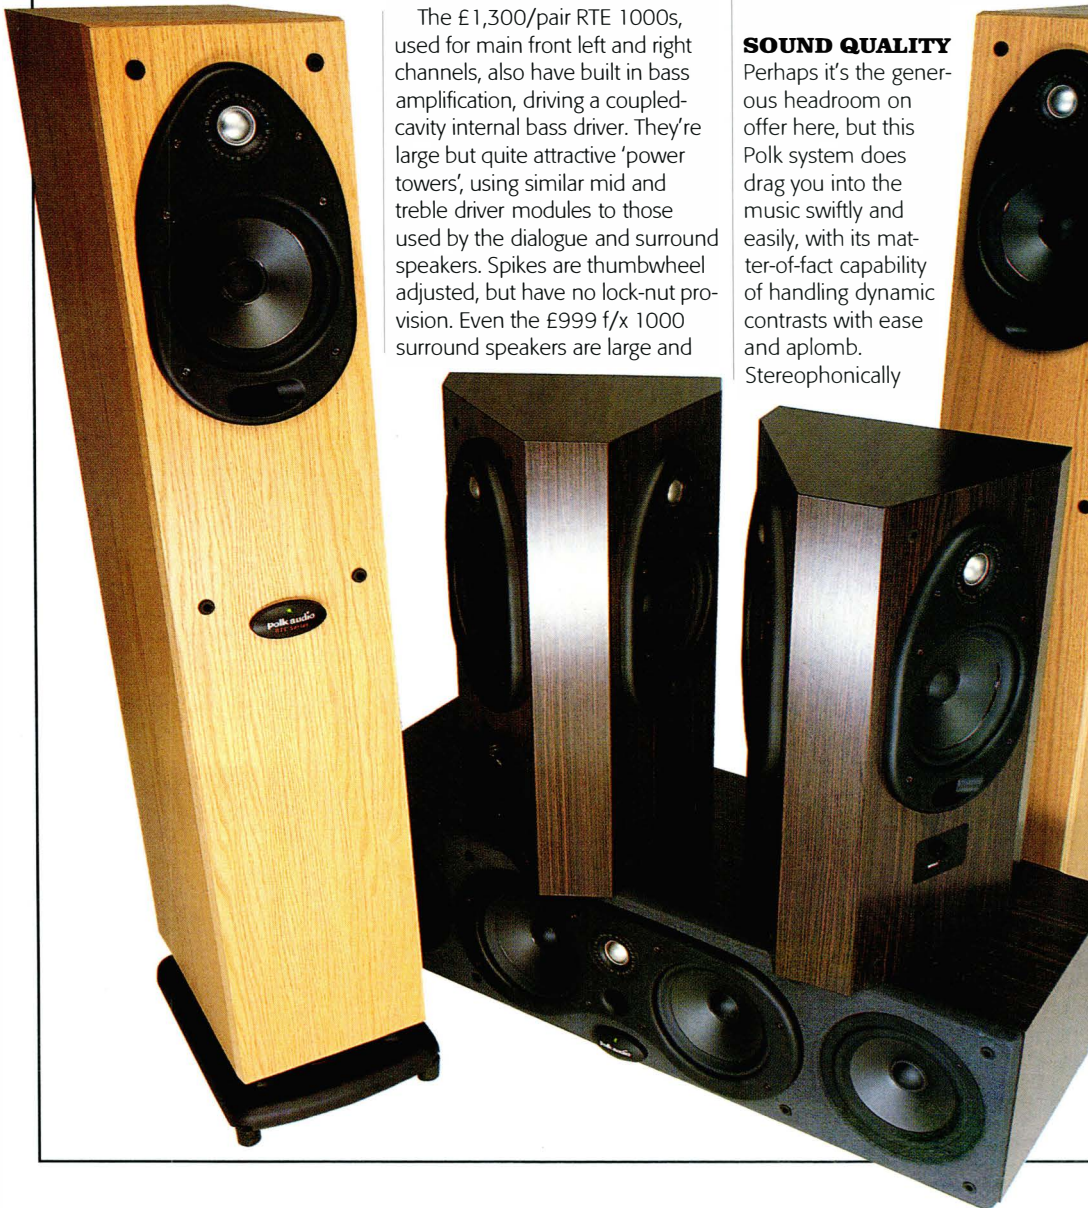 The £1,300/pair RTE 1000s,
used for main front left and right
channels, also have built in bass
amplification, driving a coupled-
cavity internal bass driver. They're
large but quite attractive 'power
towers', using similar mid and
treble driver modules to those
used by the dialogue and surround
speakers. Spikes are thumbwheel
adjusted, but have no lock-nut pro-
vision. Even the £999 f/x 1000
surround speakers are large and
SOUND QUALITY
Perhaps it's the gener-
ous headroom on
offer here, but this
Polk system does
drag you into the
music swiftly and
easily, with its mat-
ter-of-fact capability
of handling dynamic
contrasts with ease
and aplomb.
Stereophonically
polk audio
polk audio